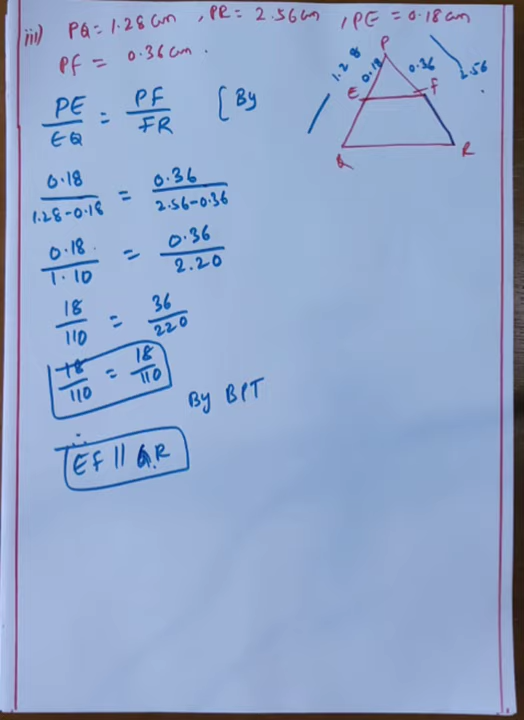 iii) PQ = 1.28 cm , PR = 2.56 cm , PE = 0.18 cm
PF = 0.36 cm .
P
1.28 0.18 0.36 2.56
E F
Q R
PE/EQ = PF/FR [ By
0.18/1.28-0.18 = 0.36/2.56-0.36
0.18/1.10 = 0.36/2.20
18/110 = 36/220
18/110 = 18/110
By BPT
∴
EF || QR